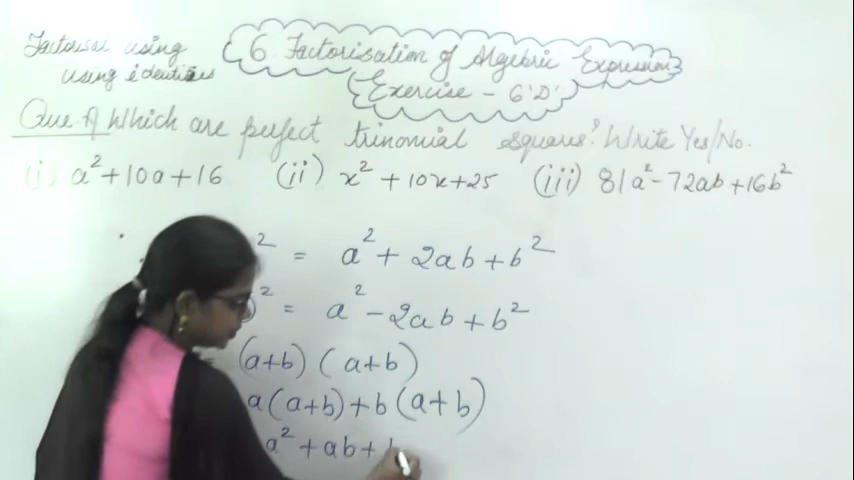 Factorise using
using identities
6 Factorisation of Algebraic Expressions
Exercise - 6'D'
Que. 1) Which are perfect trinomial squares? Write Yes/No.
(i) a² + 10a + 16 (ii) x² + 10x + 25 (iii) 81a² - 72ab + 16b²
² = a² + 2ab + b²
)² = a² - 2ab + b²
(a+b) (a+b)
a(a+b) + b(a+b)
a² + ab +